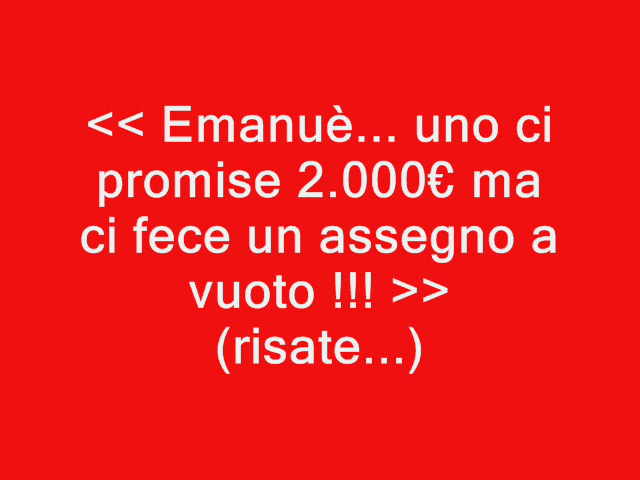 << Emanuè... uno ci
promise 2.000€ ma
ci fece un assegno a
vuoto !!! >>
(risate...)